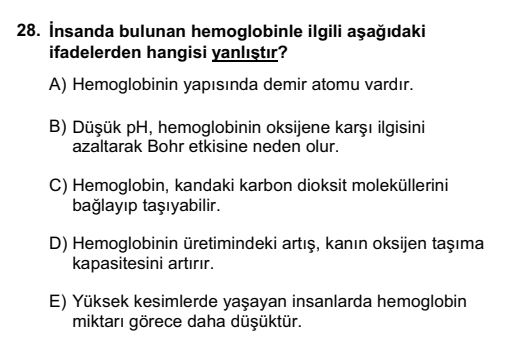 28. İnsanda bulunan hemoglobinle ilgili aşağıdaki
ifadelerden hangisi yanlıştır?
A) Hemoglobinin yapısında demir atomu vardır.
B) Düşük pH, hemoglobinin oksijene karşı ilgisini
azaltarak Bohr etkisine neden olur.
C) Hemoglobin, kandaki karbon dioksit moleküllerini
bağlayıp taşıyabilir.
D) Hemoglobinin üretimindeki artış, kanın oksijen taşıma
kapasitesini artırır.
E) Yüksek kesimlerde yaşayan insanlarda hemoglobin
miktarı görece daha düşüktür.